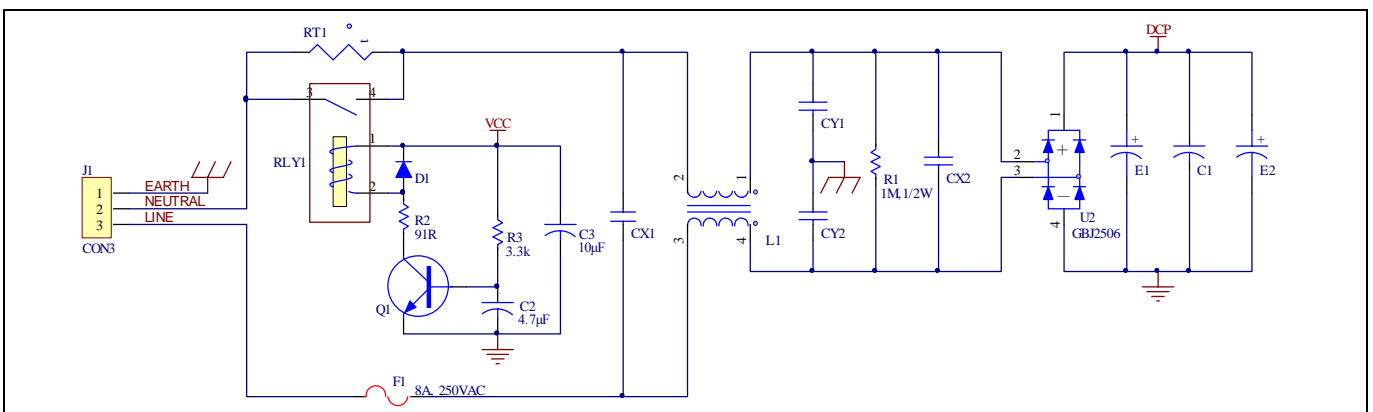 RT1
t
DCP
3
4
VCC
1
RLY1
D1
2
J1
1
EARTH
2
NEUTRAL
3
LINE
CON3
R2
91R
R3
3.3k
C3
10µF
Q1
C2
4.7µF
F1
8A, 250VAC
CX1
2
1
3
4
L1
CY1
CY2
R1
1M,1/2W
CX2
1
2
3
4
U2
GBJ2506
+
E1
C1
+
E2